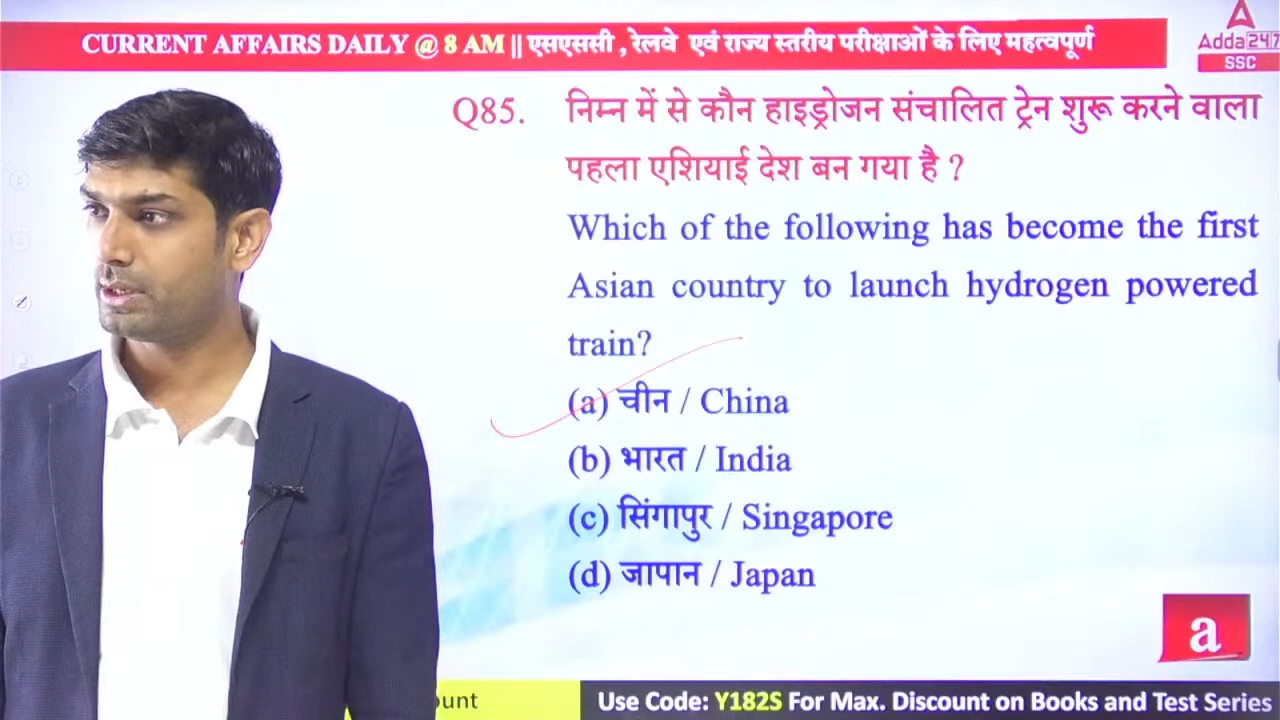 CURRENT AFFAIRS DAILY @ 8 AM || एसएससी , रेलवे एवं राज्य स्तरीय परीक्षाओं के लिए महत्वपूर्ण
Adda247
SSC
Q85. निम्न में से कौन हाइड्रोजन संचालित ट्रेन शुरू करने वाला
पहला एशियाई देश बन गया है ?
Which of the following has become the first
Asian country to launch hydrogen powered
train?
(a) चीन / China
(b) भारत / India
(c) सिंगापुर / Singapore
(d) जापान / Japan
a
Use Code: Y182S For Max. Discount on Books and Test Series